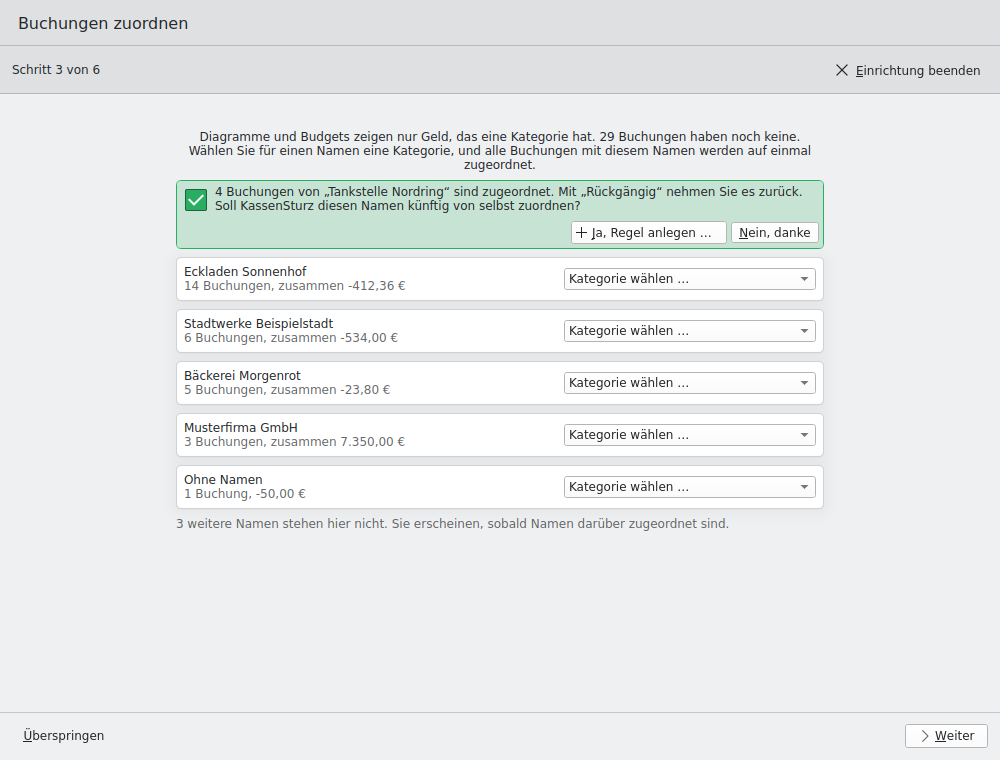 Buchungen zuordnen
Schritt 3 von 6
Einrichtung beenden
Diagramme und Budgets zeigen nur Geld, das eine Kategorie hat. 29 Buchungen haben noch keine.
Wählen Sie für einen Namen eine Kategorie, und alle Buchungen mit diesem Namen werden auf einmal
zugeordnet.
4 Buchungen von „Tankstelle Nordring“ sind zugeordnet. Mit „Rückgängig“ nehmen Sie es zurück.
Soll KassenSturz diesen Namen künftig von selbst zuordnen?
Ja, Regel anlegen …
Nein, danke
Eckladen Sonnenhof
14 Buchungen, zusammen -412,36 €
Kategorie wählen …
Stadtwerke Beispielstadt
6 Buchungen, zusammen -534,00 €
Kategorie wählen …
Bäckerei Morgenrot
5 Buchungen, zusammen -23,80 €
Kategorie wählen …
Musterfirma GmbH
3 Buchungen, zusammen 7.350,00 €
Kategorie wählen …
Ohne Namen
1 Buchung, -50,00 €
Kategorie wählen …
3 weitere Namen stehen hier nicht. Sie erscheinen, sobald Namen darüber zugeordnet sind.
Überspringen
Weiter